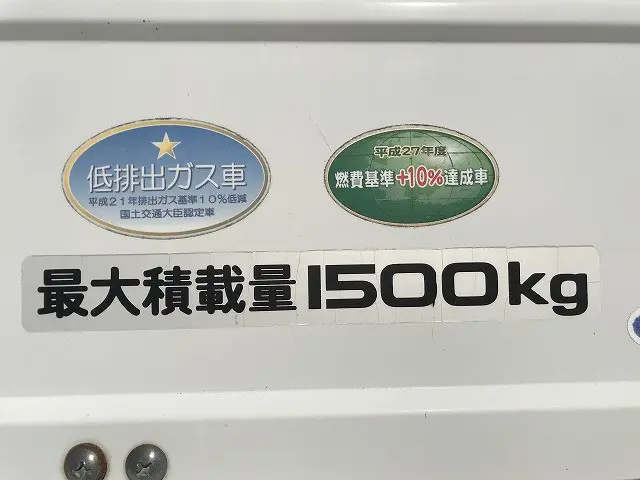 低排出ガス車
平成21年排出ガス基準10%低減
国土交通大臣認定車
平成27年度
燃費基準+10%達成車
最大積載量1500kg